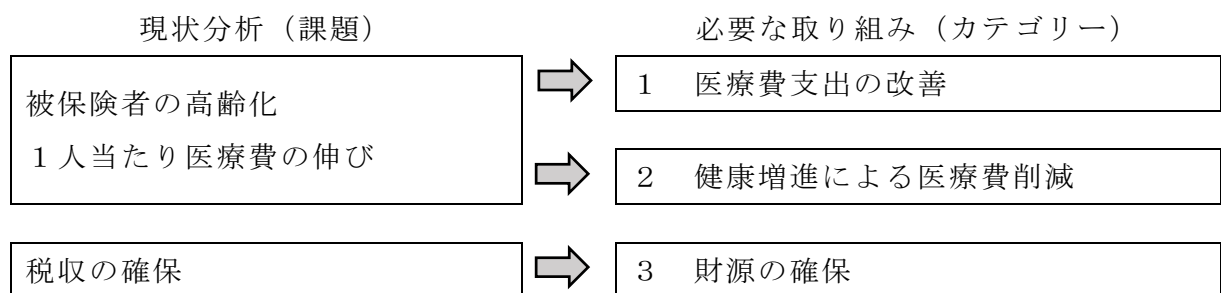 現状分析（課題）
必要な取り組み（カテゴリー）
被保険者の高齢化
１人当たり医療費の伸び
１　医療費支出の改善
２　健康増進による医療費削減
税収の確保
３　財源の確保